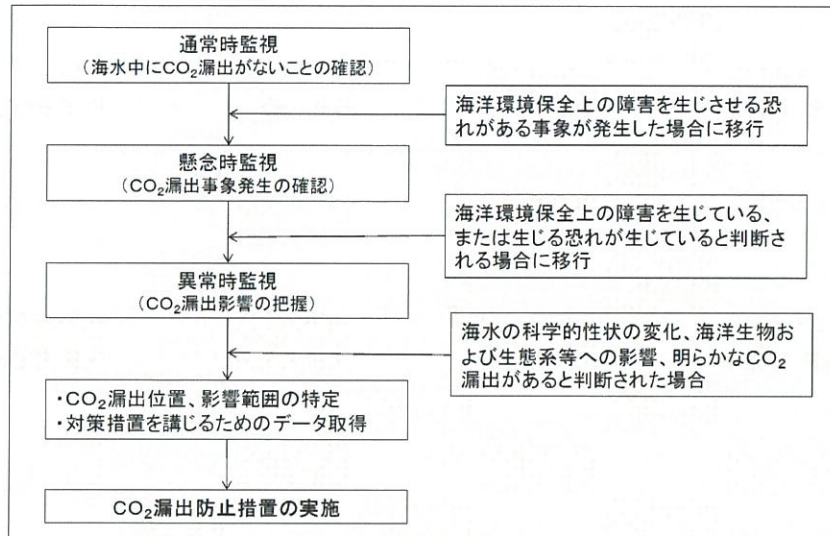 通常時監視
(海水中にCO₂漏出がないことの確認)
海洋環境保全上の障害を生じさせる恐
れがある事象が発生した場合に移行
懸念時監視
(CO₂漏出事象発生の確認)
海洋環境保全上の障害を生じている、
または生じる恐れが生じていると判断さ
れる場合に移行
異常時監視
(CO₂漏出影響の把握)
海水の科学的性状の変化、海洋生物お
よび生態系等への影響、明らかなCO₂
漏出があると判断された場合
・CO₂漏出位置、影響範囲の特定
・対策措置を講じるためのデータ取得
CO₂漏出防止措置の実施